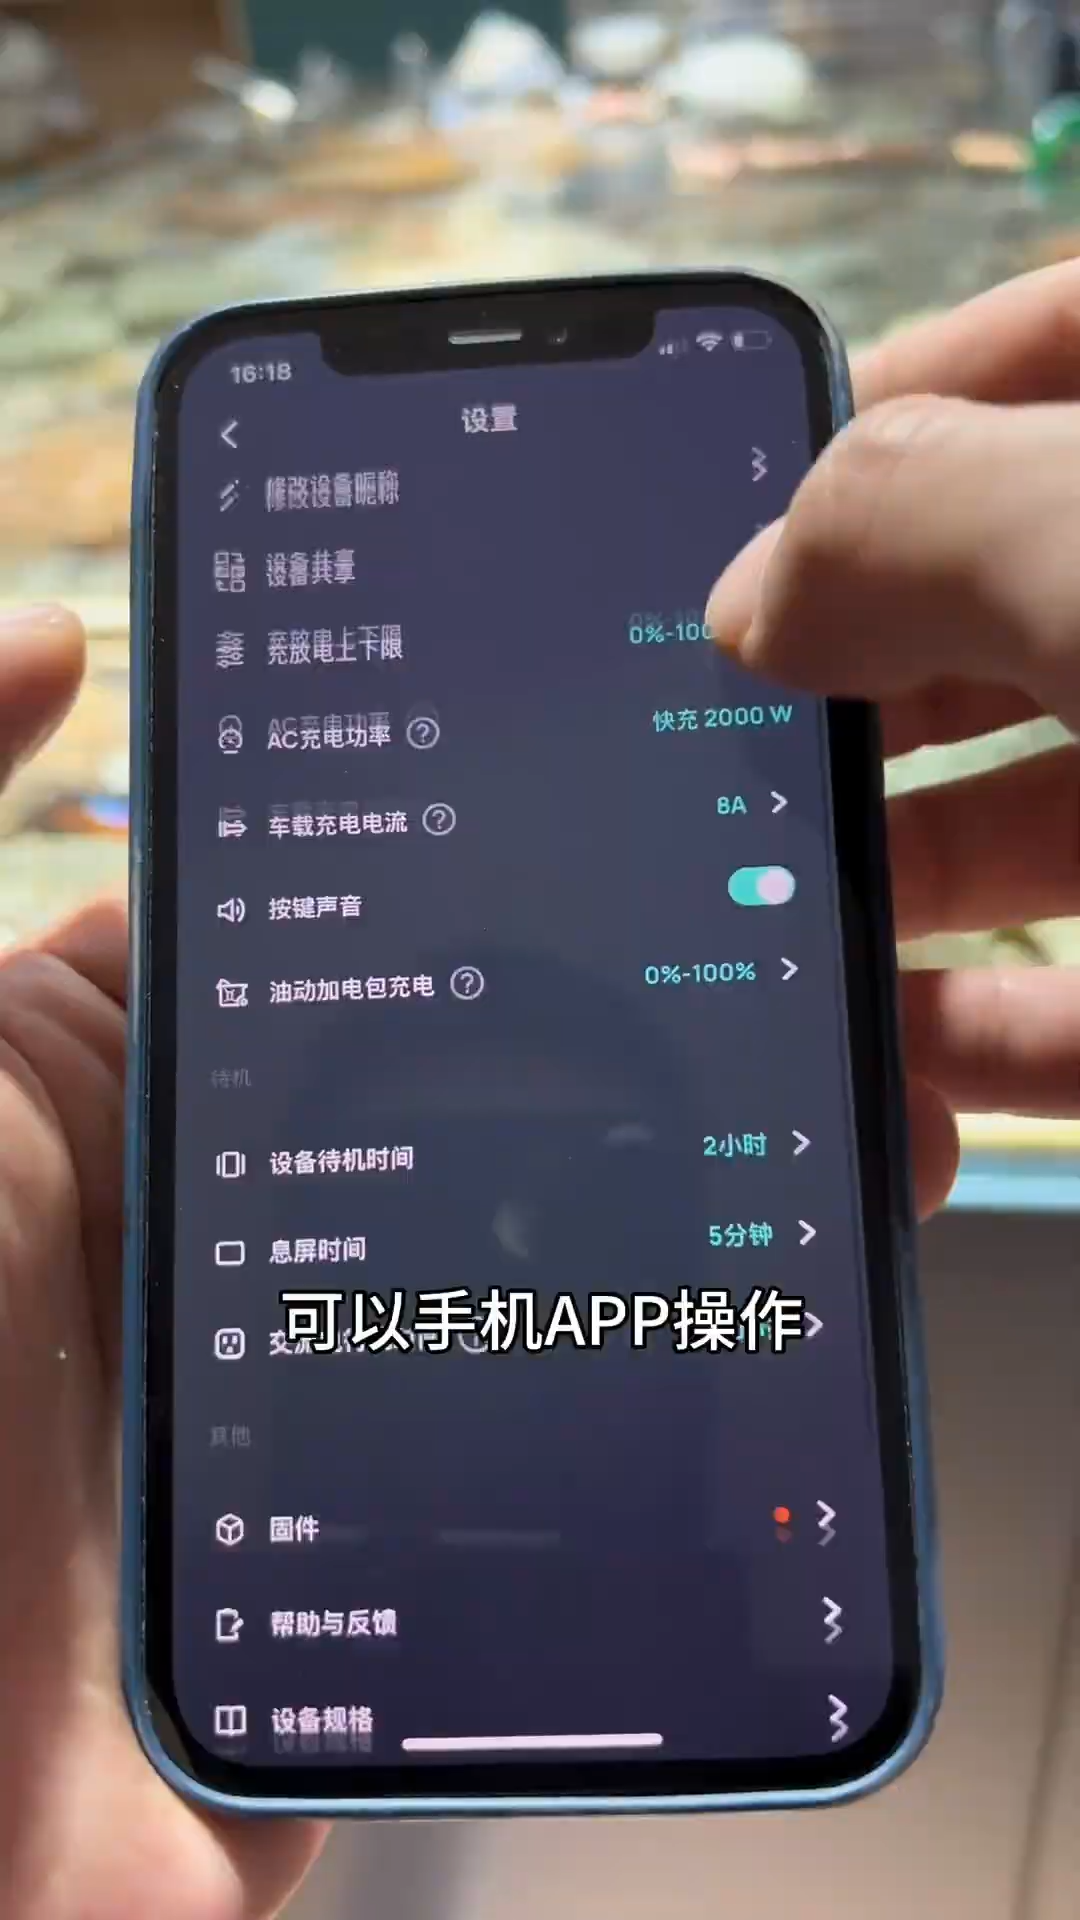 16:18
设置
修改设备昵称
设备共享
充放电上下限 0%-100
AC充电功率 快充 2000 W
车载充电电流 8A
按键声音
油动加电包充电 0%-100%
待机
设备待机时间 2小时
息屏时间 5分钟
可以手机APP操作
其他
固件
帮助与反馈
设备规格